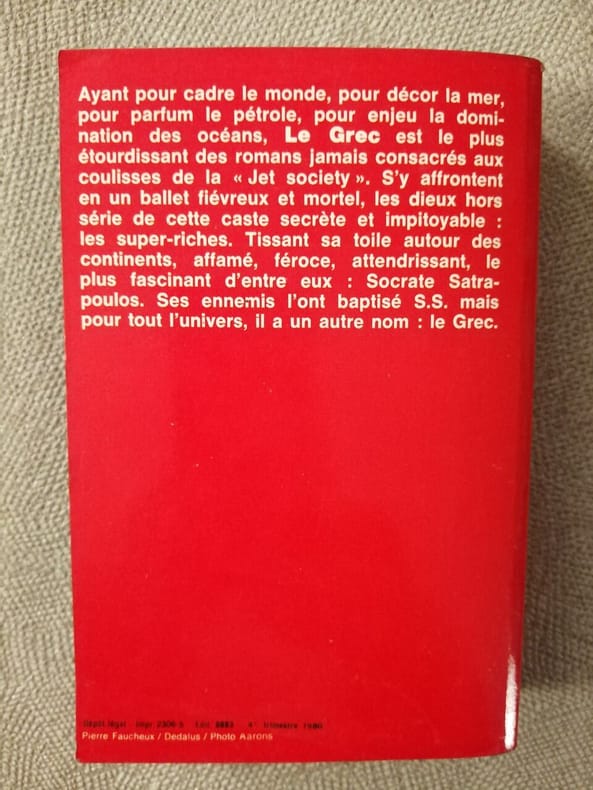 Ayant pour cadre le monde, pour décor la mer,
pour parfum le pétrole, pour enjeu la domi-
nation des océans, Le Grec est le plus
étourdissant des romans jamais consacrés aux
coulisses de la « Jet society ». S'y affrontent
en un ballet fiévreux et mortel, les dieux hors
série de cette caste secrète et impitoyable :
les super-riches. Tissant sa toile autour des
continents, affamé, féroce, attendrissant, le
plus fascinant d'entre eux : Socrate Satra-
poulos. Ses ennemis l'ont baptisé S.S. mais
pour tout l'univers, il a un autre nom : le Grec.
Dépôt légal - Impr 2306-5 4e trimestre 1980
Pierre Faucheux / Dedalus / Photo Aarons